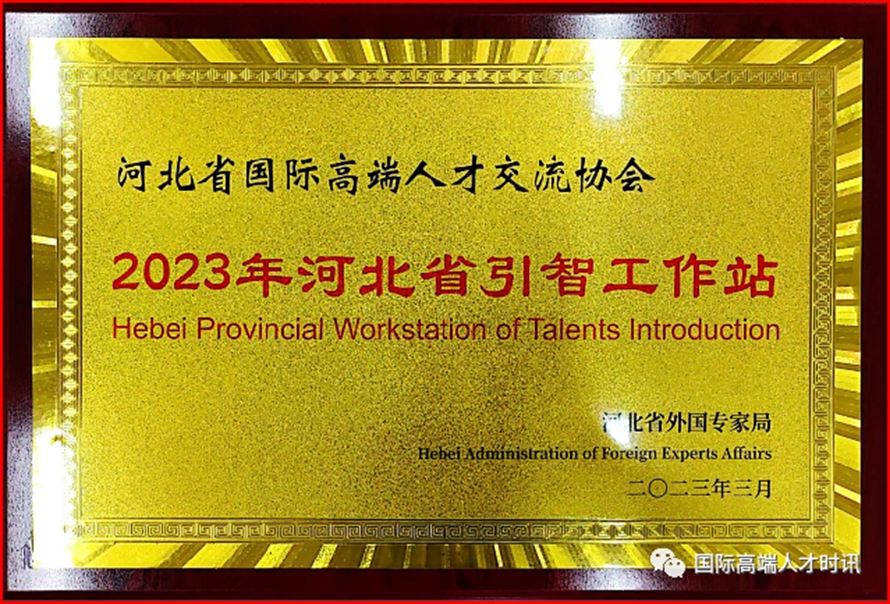 河北省国际高端人才交流协会
2023年河北省引智工作站
Hebei Provincial Workstation of Talents Introduction
河北省外国专家局
Hebei Administration of Foreign Experts Affairs
二〇二三年三月
国际高端人才时讯